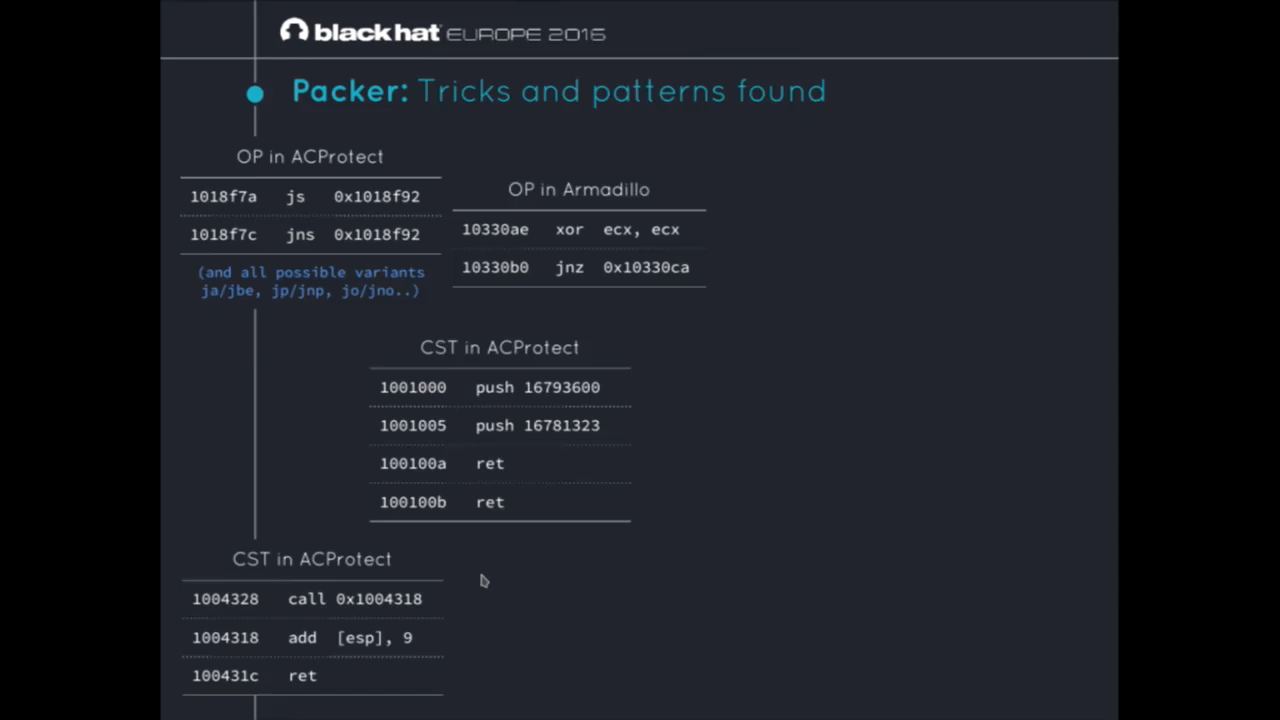 black hat EUROPE 2016
Packer: Tricks and patterns found
OP in ACProtect
1018f7a js 0x1018f92
1018f7c jns 0x1018f92
(and all possible variants
ja/jbe, jp/jnp, jo/jno..)
OP in Armadillo
10330ae xor ecx, ecx
10330b0 jnz 0x10330ca
CST in ACProtect
1001000 push 16793600
1001005 push 16781323
100100a ret
100100b ret
CST in ACProtect
1004328 call 0x1004318
1004318 add [esp], 9
100431c ret